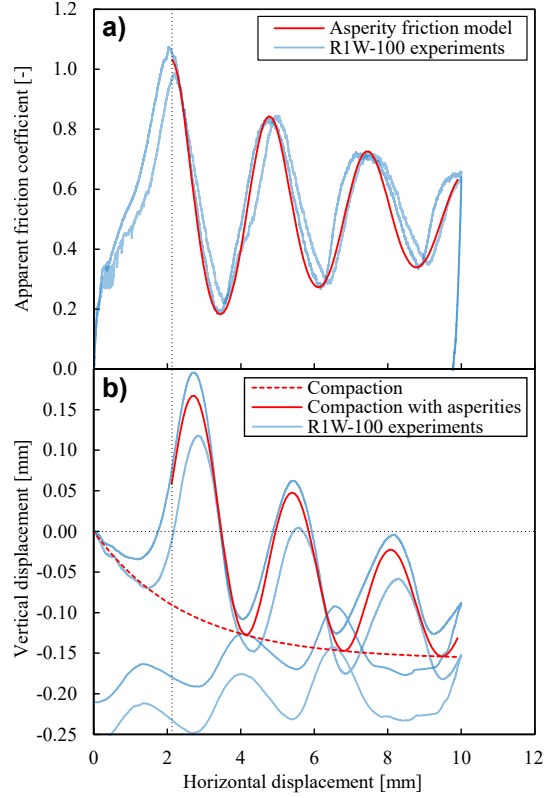 a)
Asperity friction model
R1W-100 experiments
Apparent friction coefficient [-]
1.2
1.0
0.8
0.6
0.4
0.2
0.0
b)
Compaction
Compaction with asperities
R1W-100 experiments
Vertical displacement [mm]
0.15
0.10
0.05
0.00
-0.05
-0.10
-0.15
-0.20
-0.25
0 2 4 6 8 10 12
Horizontal displacement [mm]